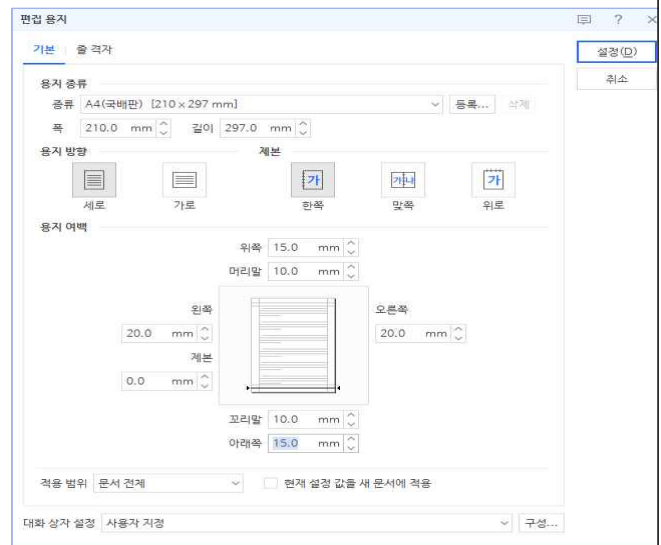 편집 용지 ? ×
기본 줄 격자
설정(D)
취소
용지 종류
종류 A4(국배판) [210 x 297 mm] 등록... 삭제
폭 210.0 mm 길이 297.0 mm
용지 방향 제본
가 가나 가
세로 가로 한쪽 맞쪽 위로
용지 여백
위쪽 15.0 mm
머리말 10.0 mm
왼쪽 오른쪽
20.0 mm 20.0 mm
제본
0.0 mm
꼬리말 10.0 mm
아래쪽 15.0 mm
적용 범위 문서 전체 현재 설정 값을 새 문서에 적용
대화 상자 설정 사용자 지정 구성...